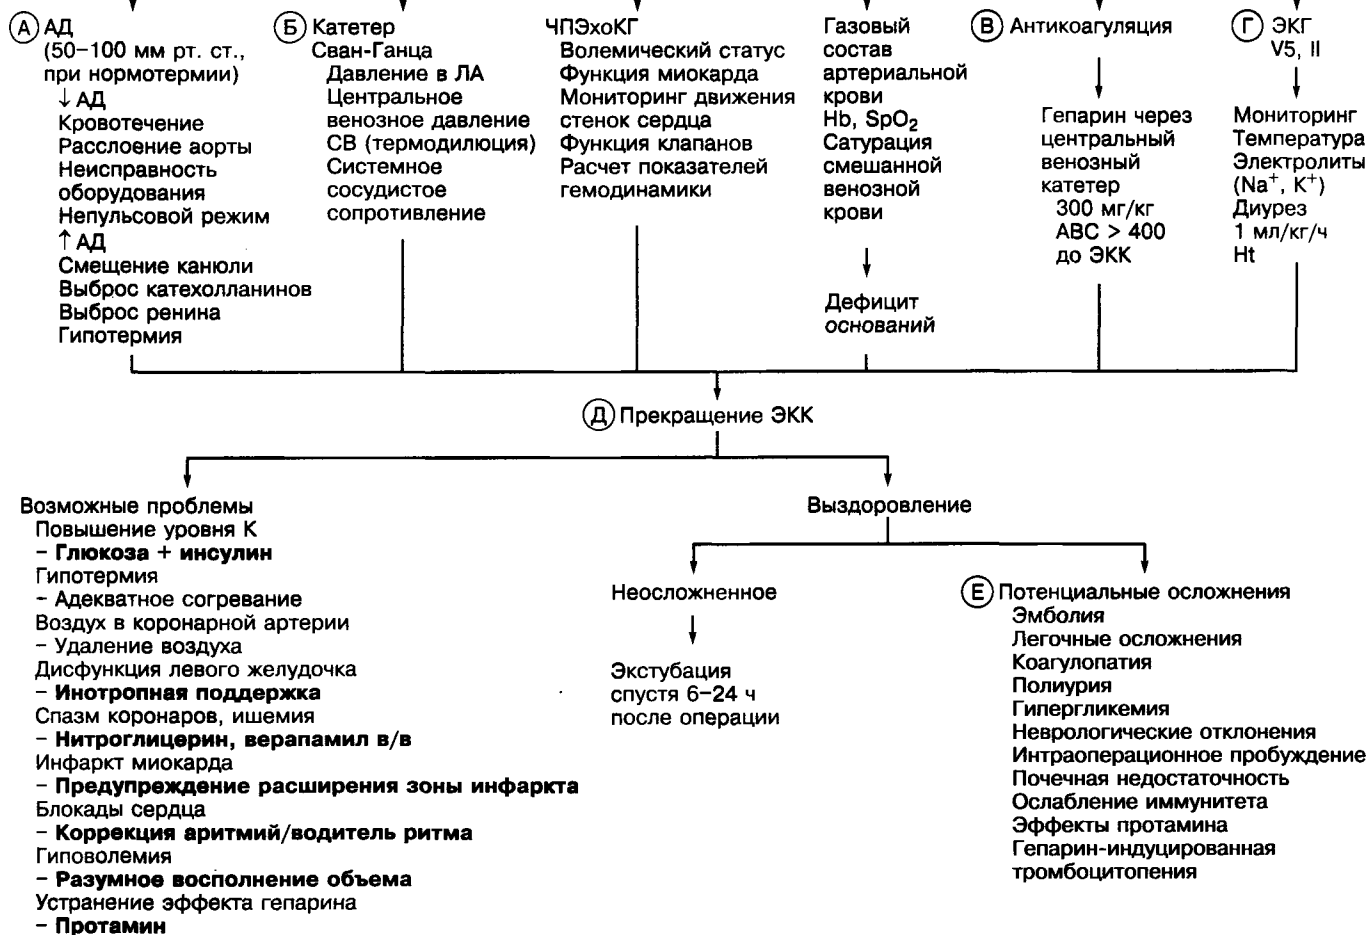 А АД
(50–100 мм рт. ст.,
при нормотермии)
↓ АД
Кровотечение
Расслоение аорты
Неисправность
оборудования
Непульсовой режим
↑ АД
Смещение канюли
Выброс катехолланинов
Выброс ренина
Гипотермия
Б Катетер
Сван-Ганца
Давление в ЛА
Центральное
венозное давление
СВ (термодилюция)
Системное
сосудистое
сопротивление
ЧПЭхоКГ
Волемический статус
Функция миокарда
Мониторинг движения
стенок сердца
Функция клапанов
Расчет показателей
гемодинамики
Газовый
состав
артериальной
крови
Hb, SpO₂
Сатурация
смешанной
венозной
крови
Дефицит
оснований
В Антикоагуляция
Гепарин через
центральный
венозный
катетер
300 мг/кг
АВС > 400
до ЭКК
Г ЭКГ
V5, II
Мониторинг
Температура
Электролиты
(Na⁺, K⁺)
Диурез
1 мл/кг/ч
Ht
Д Прекращение ЭКК
Возможные проблемы
Повышение уровня К
– Глюкоза + инсулин
Гипотермия
– Адекватное согревание
Воздух в коронарной артерии
– Удаление воздуха
Дисфункция левого желудочка
– Инотропная поддержка
Спазм коронаров, ишемия
– Нитроглицерин, верапамил в/в
Инфаркт миокарда
– Предупреждение расширения зоны инфаркта
Блокады сердца
– Коррекция аритмий/водитель ритма
Гиповолемия
– Разумное восполнение объема
Устранение эффекта гепарина
– Протамин
Выздоровление
Неосложненное
Экстубация
спустя 6–24 ч
после операции
Е Потенциальные осложнения
Эмболия
Легочные осложнения
Коагулопатия
Полиурия
Гипергликемия
Неврологические отклонения
Интраоперационное пробуждение
Почечная недостаточность
Ослабление иммунитета
Эффекты протамина
Гепарин-индуцированная
тромбоцитопения